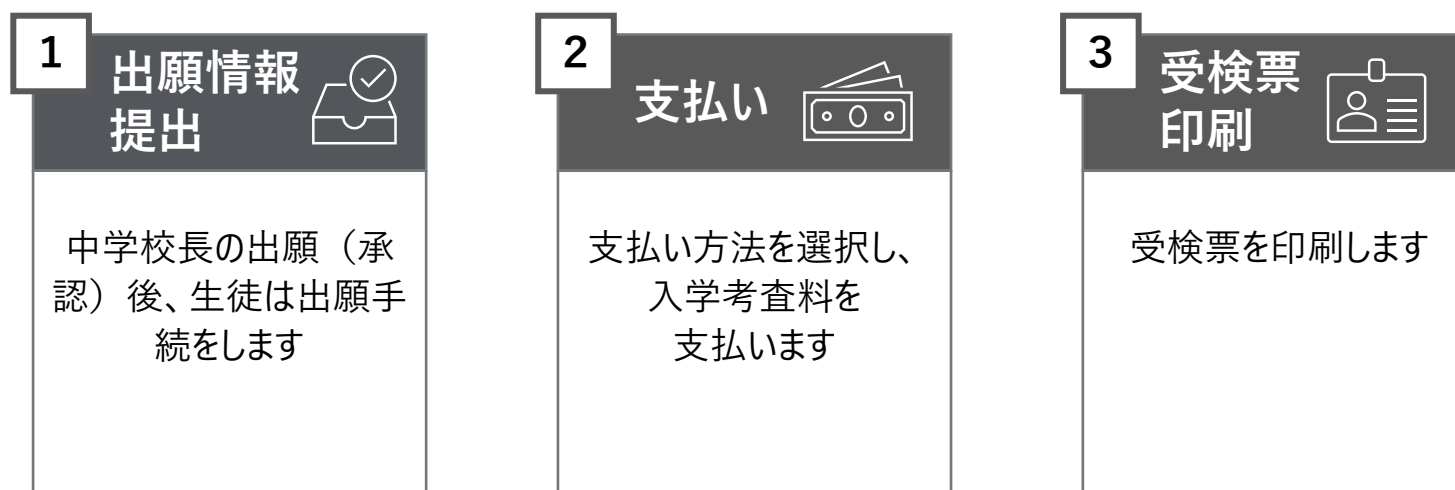 1
出願情報
提出
中学校長の出願（承
認）後、生徒は出願手
続をします
2
支払い
支払い方法を選択し、
入学考査料を
支払います
3
受検票
印刷
受検票を印刷します